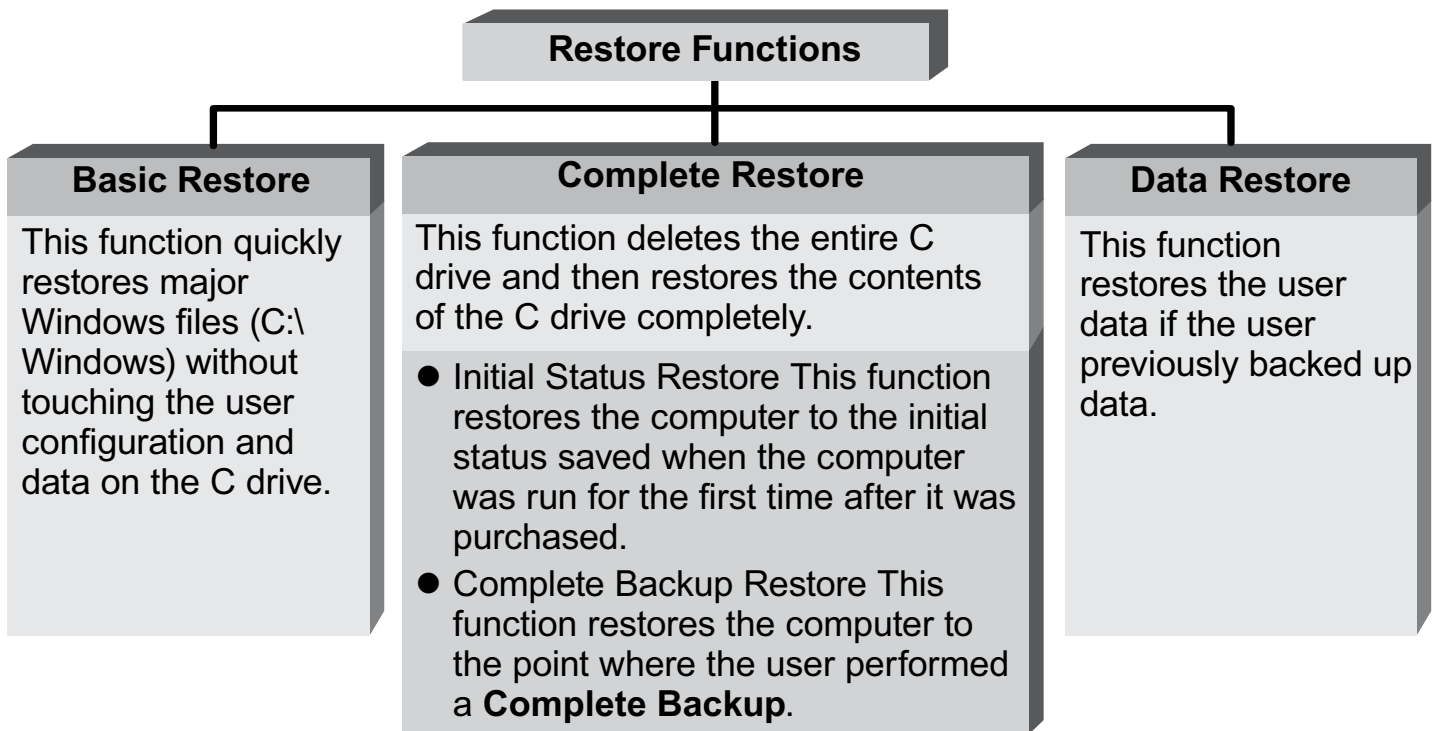 Restore Functions
Basic Restore
This function quickly
restores major
Windows files (C:\
Windows) without
touching the user
configuration and
data on the C drive.
Complete Restore
This function deletes the entire C
drive and then restores the contents
of the C drive completely.
● Initial Status Restore This function
restores the computer to the initial
status saved when the computer
was run for the first time after it was
purchased.
● Complete Backup Restore This
function restores the computer to
the point where the user performed
a Complete Backup.
Data Restore
This function
restores the user
data if the user
previously backed up
data.